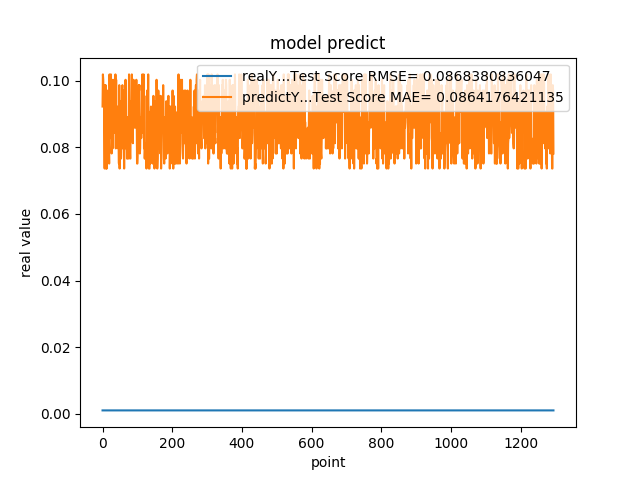 model predict
realY...Test Score RMSE= 0.0868380836047
predictY...Test Score MAE= 0.0864176421135
0.10
0.08
0.06
0.04
0.02
0.00
real value
0 200 400 600 800 1000 1200
point